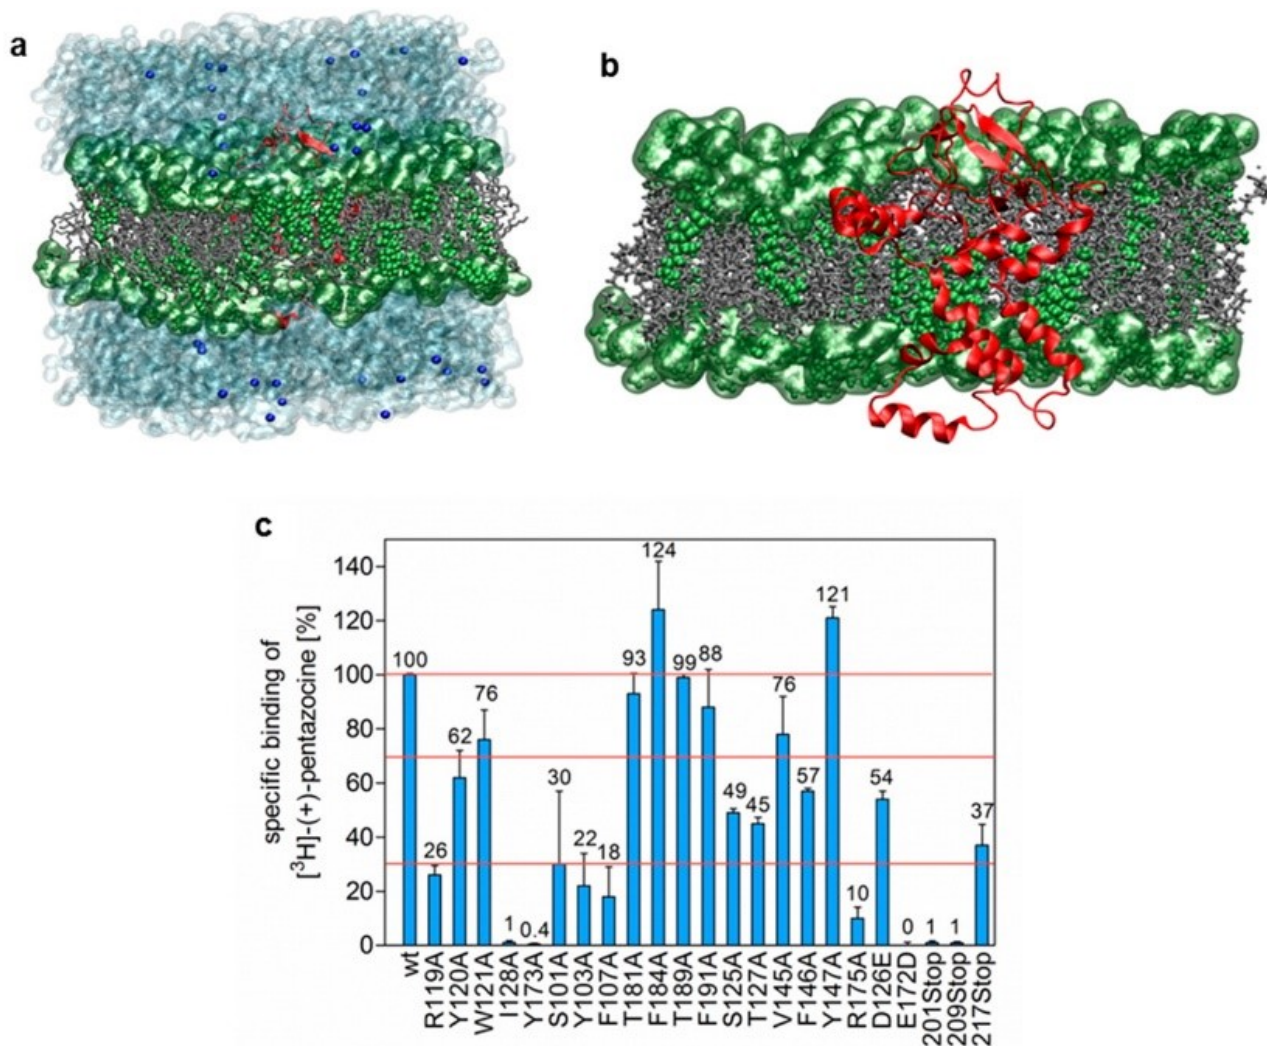 a
b
c
specific binding of
[³H]-(+)-pentazocine [%]
140
120
100
80
60
40
20
0
100
26
62
76
1
0.4
30
22
18
93
124
99
88
49
45
76
57
121
10
54
0
1
1
37
wt
R119A
Y120A
W121A
I128A
Y173A
S101A
Y103A
F107A
T181A
F184A
T189A
F191A
S125A
T127A
V145A
F146A
Y147A
R175A
D126E
E172D
201Stop
209Stop
217Stop